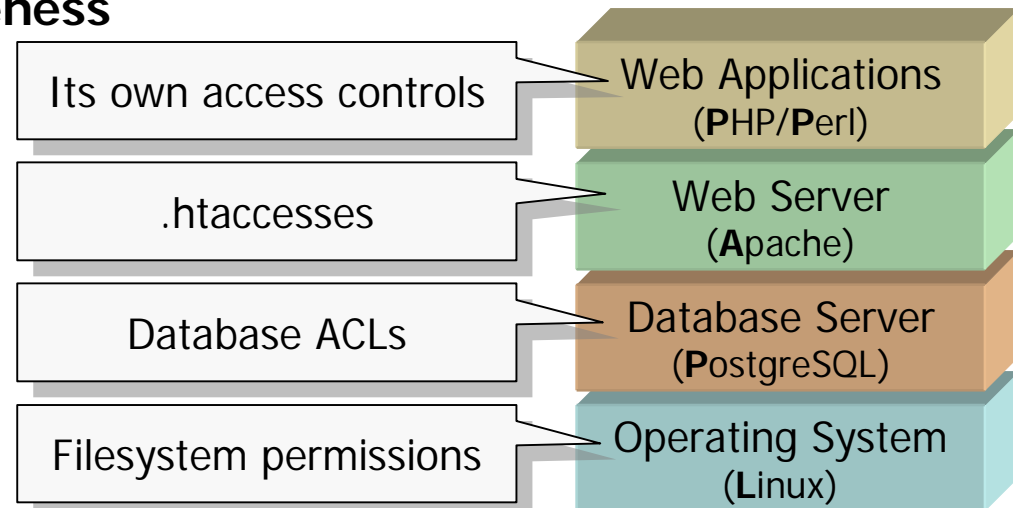 eness
Its own access controls
Web Applications
(PHP/Perl)
.htaccesses
Web Server
(Apache)
Database ACLs
Database Server
(PostgreSQL)
Filesystem permissions
Operating System
(Linux)